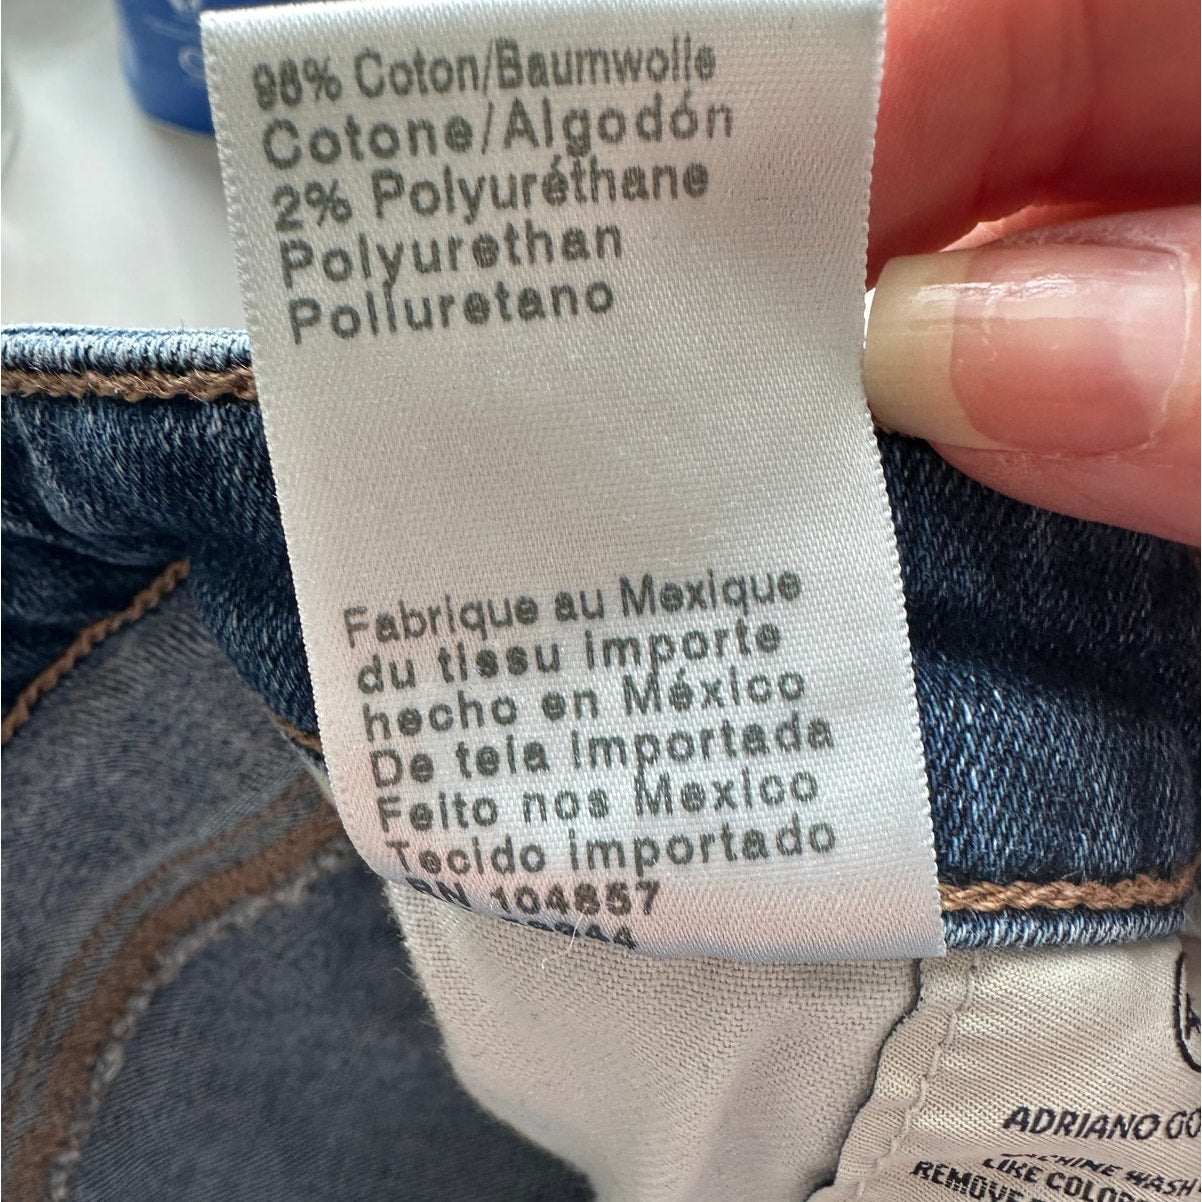 98% Coton/Baumwolle
Cotone/Algodón
2% Polyuréthane
Polyurethan
Poliuretano
Fabrique au Mexique
du tissu importe
hecho en México
De tela importada
Feito nos Mexico
Tecido importado
RN 104857
ADRIANO GO
MACHINE WASH
LIKE COLO
REMOVE